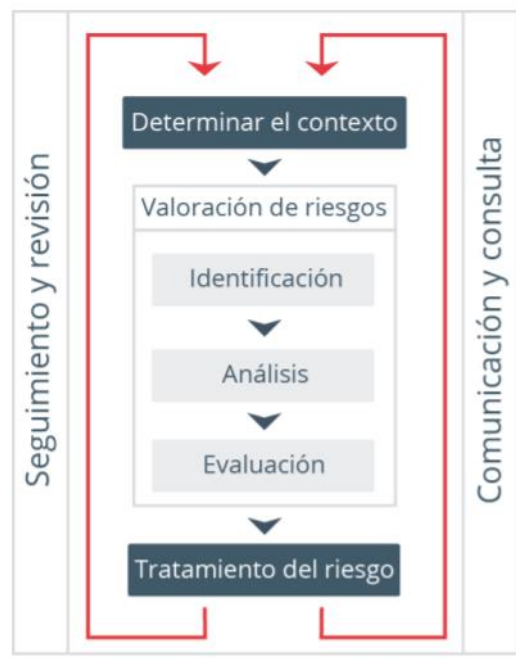 Seguimiento y revisión
Determinar el contexto
Valoración de riesgos
Identificación
Análisis
Evaluación
Tratamiento del riesgo
Comunicación y consulta